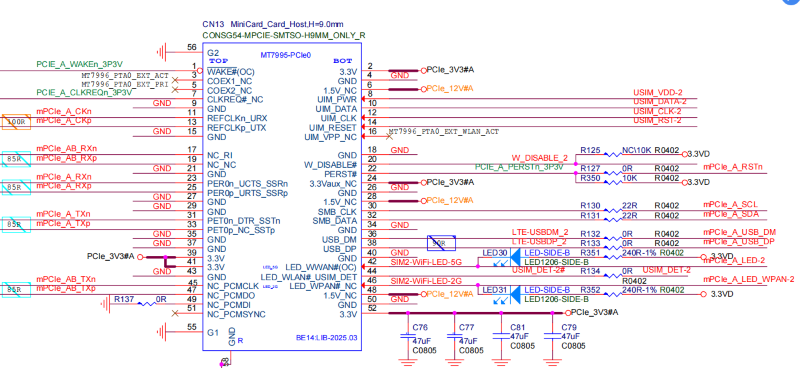 CN13 MiniCard_Card_Host,H=9.0mm
CONSG54-MPCIE-SMTSO-H9MM_ONLY_R
56 G2 MT7995-PCIe0
TOP BOT
PCIE_A_WAKEn_3P3V 1 WAKE#(OC) 3.3V 2 PCIe_3V3#A
MT7996_PTA0_EXT_ACT 3 COEX1_NC GND 4 GND
MT7996_PTA0_EXT_PRI 5 COEX2_NC 1.5V_NC 6 PCIe_12V#A
PCIE_A_CLKREQn_3P3V 7 CLKREQ#_NC UIM_PWR 8 USIM_VDD-2
GND 9 GND UIM_DATA 10 USIM_DATA-2
mPCIe_A_CKn 11 REFCLKn_URX UIM_CLK 12 USIM_CLK-2
100R mPCIe_A_CKp 13 REFCLKp_UTX UIM_RESET 14 USIM_RST-2
GND 15 GND UIM_VPP_NC 16 MT7996_PTA0_EXT_WLAN_ACT
mPCIe_AB_RXn 17 NC_RI GND 18 GND R125 NC\10K R0402 3.3VD
85R mPCIe_AB_RXp 19 NC_NC W_DISABLE# 20 W_DISABLE_2
GND 21 GND PERST# 22 PCIE_A_PERSTn_3P3V R127 0R R0402 mPCIe_A_RSTn
mPCIe_A_RXn 23 PER0n_UCTS_SSRn 3.3Vaux_NC 24 PCIe_3V3#A R350 10K R0402 3.3VD
85R mPCIe_A_RXp 25 PER0p_URTS_SSRp GND 26 GND
GND 27 GND 1.5V_NC 28 PCIe_12V#A
GND 29 GND SMB_CLK 30 R130 22R R0402 mPCIe_A_SCL
mPCIe_A_TXn 31 PET0n_DTR_SSTn SMB_DATA 32 R131 22R R0402 mPCIe_A_SDA
85R mPCIe_A_TXp 33 PET0p_NC_SSTp GND 34 GND
GND 35 GND USB_DM 36 LTE-USBDM_2 R132 0R R0402 mPCIe_A_USB_DM
GND 37 GND USB_DP 38 LTE-USBDP_2 R133 0R R0402 mPCIe_A_USB_DP
PCIe_3V3#A 39 3.3V GND 40 GND LED30 LED-SIDE-B R351 240R-1% R0402 3.3VD
41 3.3V LED_WWAN#(OC) 42 SIM2-WiFi-LED-5G LED1206-SIDE-B mPCIe_A_LED-2
GND 43 GND 44 USIM_DET-2# R134 0R USIM_DET-2
mPCIe_AB_TXn 45 NC_PCMCLK LED_WPAN#_NC 46 SIM2-WiFi-LED-2G R0402 mPCIe_A_LED_WPAN-2
85R mPCIe_AB_TXp 47 NC_PCMDO 1.5V_NC 48 PCIe_12V#A LED31 LED-SIDE-B R352 240R-1% R0402 3.3VD
R137 0R 49 NC_PCMDI GND 50 GND LED1206-SIDE-B
51 NC_PCMSYNC 3.3V 52 PCIe_3V3#A
55 G1
GND
R BE14:LIB-2025.03
C76 C77 C81 C79
47uF 47uF 47uF 47uF
C0805 C0805 C0805 C0805